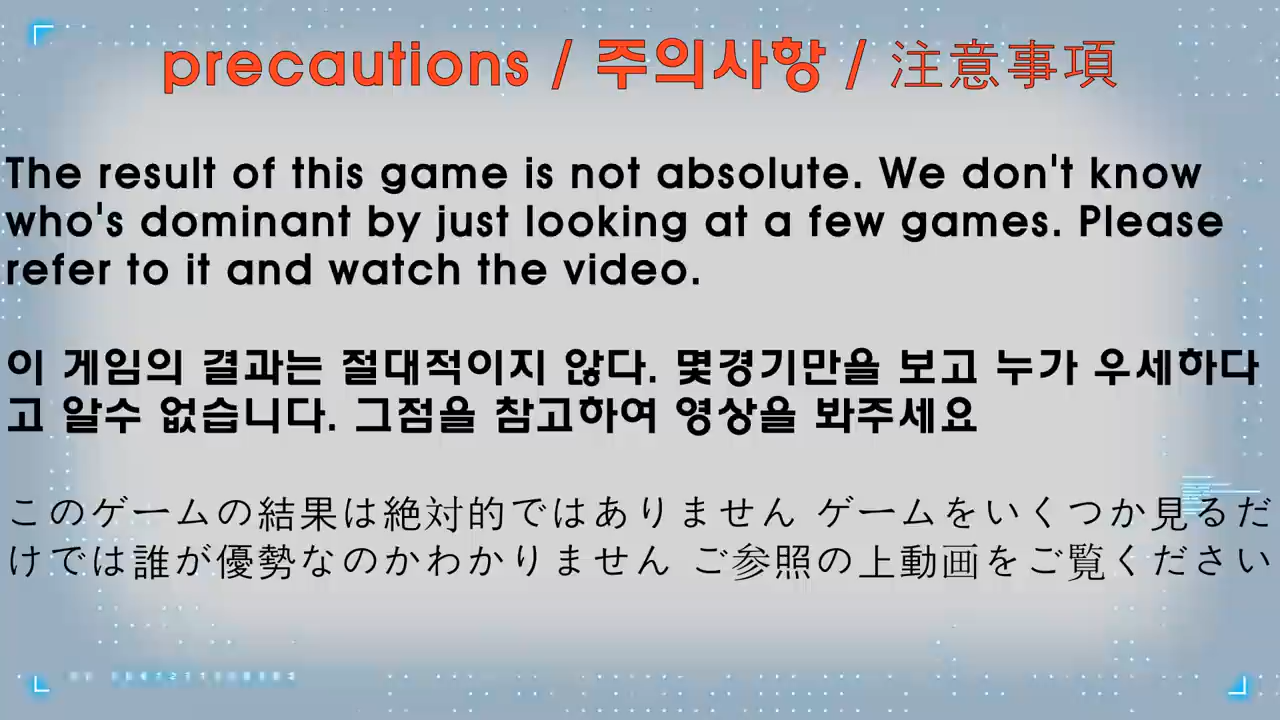 precautions / 주의사항 / 注意事項
The result of this game is not absolute. We don't know
who's dominant by just looking at a few games. Please
refer to it and watch the video.
이 게임의 결과는 절대적이지 않다. 몇경기만을 보고 누가 우세하다
고 알수 없습니다. 그점을 참고하여 영상을 봐주세요
このゲームの結果は絶対的ではありません ゲームをいくつか見るだ
けでは誰が優勢なのかわかりません ご参照の上動画をご覧ください